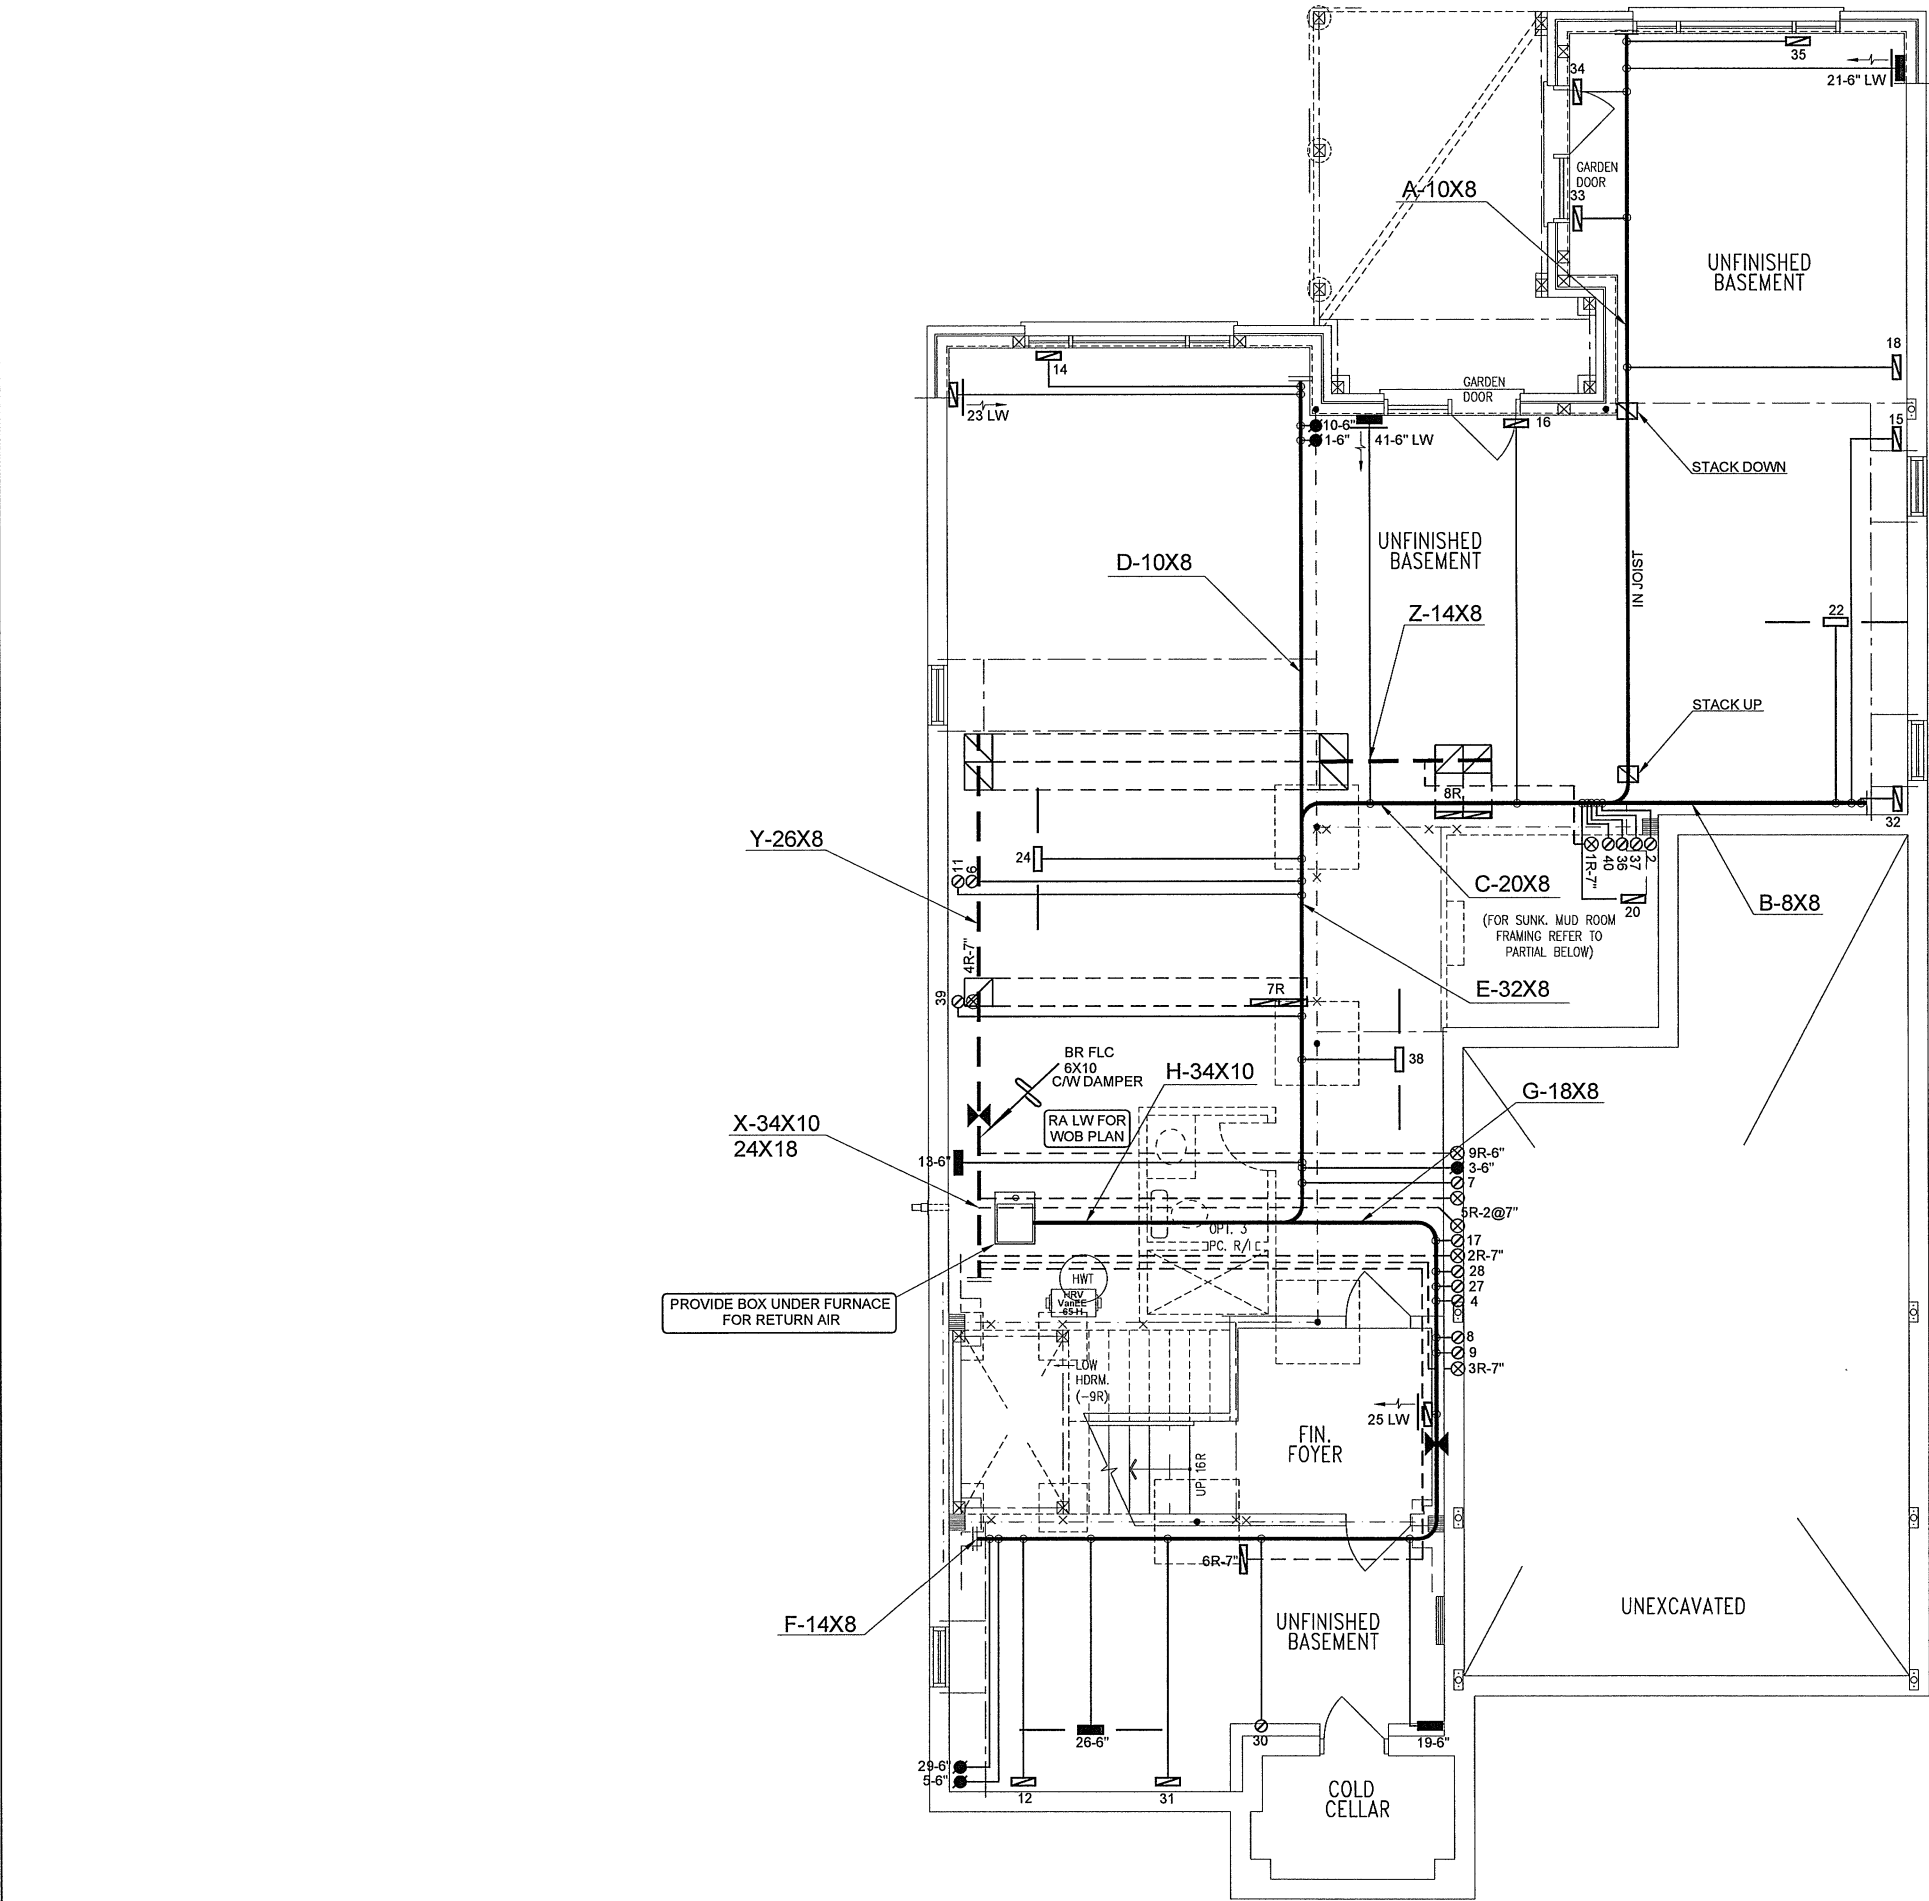 35
34
21-6" LW
GARDEN
DOOR
A-10X8
33
UNFINISHED
BASEMENT
18
14
GARDEN
DOOR
23 LW
15
10-6"
1-6"
41-6" LW
16
STACK DOWN
UNFINISHED
BASEMENT
D-10X8
IN JOIST
Z-14X8
22
STACK UP
8R
32
Y-26X8
24
11
6
1R-7"
40
36
37
2
C-20X8
B-8X8
20
(FOR SUNK. MUD ROOM
FRAMING REFER TO
PARTIAL BELOW)
4R-7"
E-32X8
7R
39
BR FLC
6X10
C/W DAMPER
38
H-34X10
G-18X8
X-34X10
24X18
RA LW FOR
WOB PLAN
13-6"
9R-6"
3-6"
7
5R-2@7"
OPT. 3
PC. R/I
17
2R-7"
28
27
4
HWT
HRV
VanEE
65 H
PROVIDE BOX UNDER FURNACE
FOR RETURN AIR
8
9
3R-7"
LOW
HDRM.
(-9R)
25 LW
FIN.
FOYER
UP 16R
6R-7"
F-14X8
UNFINISHED
BASEMENT
UNEXCAVATED
26-6"
30
19-6"
29-6"
5-6"
12
31
COLD
CELLAR